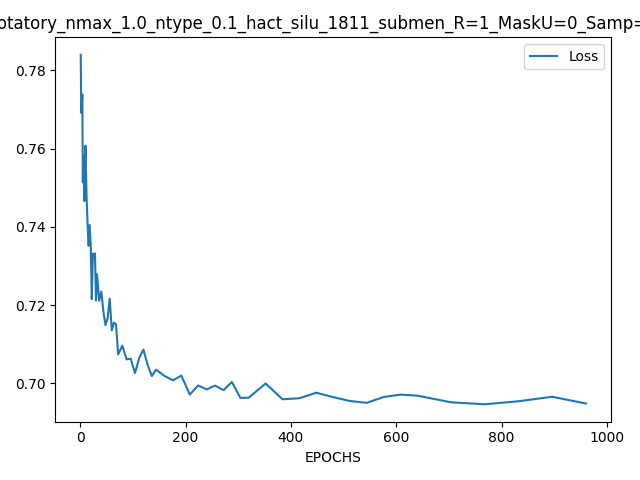 otatory_nmax_1.0_ntype_0.1_hact_silu_1811_submen_R=1_MaskU=0_Samp=
Loss
0.78
0.76
0.74
0.72
0.70
0 200 400 600 800 1000
EPOCHS